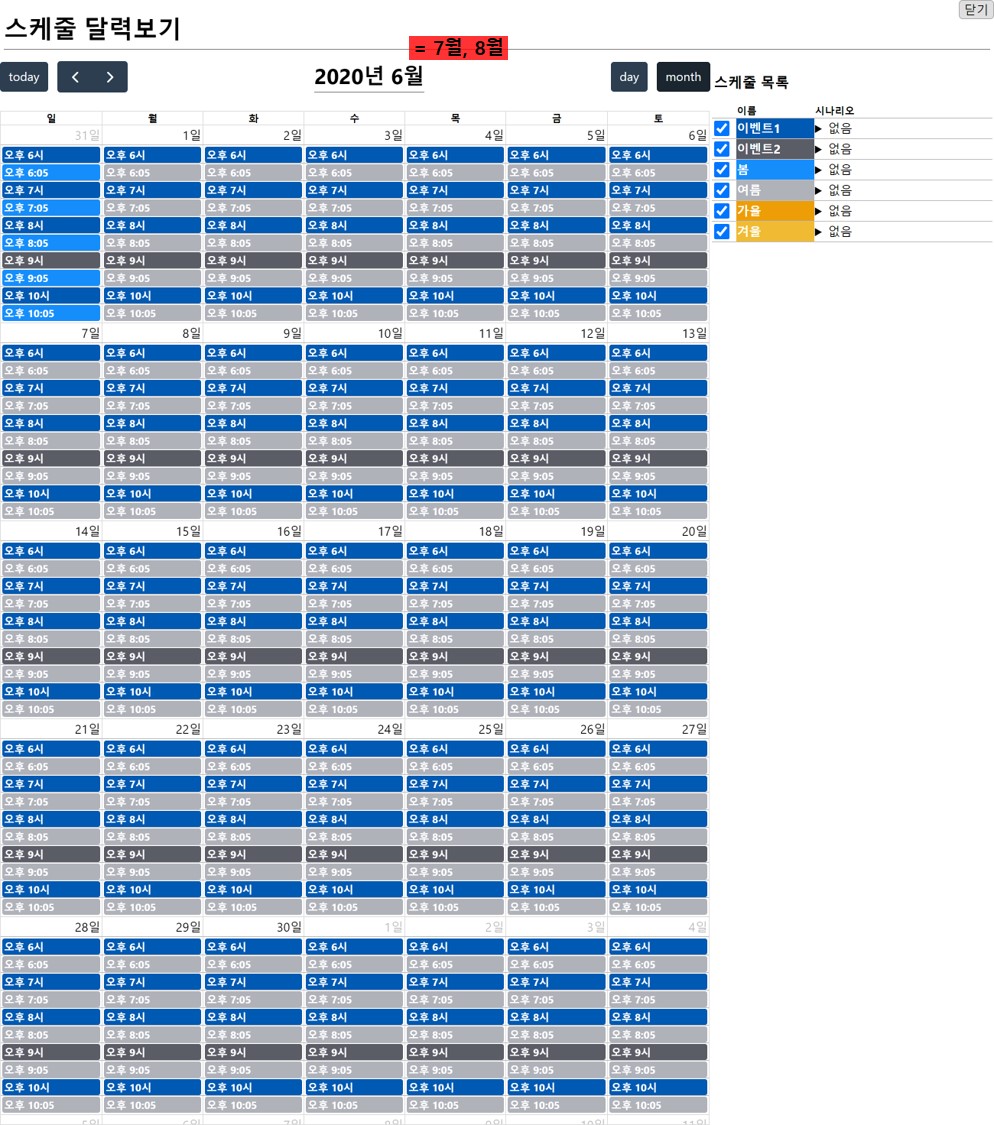 닫기
스케줄 달력보기
= 7월, 8월
today
2020년 6월
day month
스케줄 목록
이름 시나리오
이벤트1 없음
이벤트2 없음
봄 없음
여름 없음
가을 없음
겨울 없음
일 월 화 수 목 금 토
31일 1일 2일 3일 4일 5일 6일
오후 6시 오후 6시 오후 6시 오후 6시 오후 6시 오후 6시 오후 6시
오후 6:05 오후 6:05 오후 6:05 오후 6:05 오후 6:05 오후 6:05 오후 6:05
오후 7시 오후 7시 오후 7시 오후 7시 오후 7시 오후 7시 오후 7시
오후 7:05 오후 7:05 오후 7:05 오후 7:05 오후 7:05 오후 7:05 오후 7:05
오후 8시 오후 8시 오후 8시 오후 8시 오후 8시 오후 8시 오후 8시
오후 8:05 오후 8:05 오후 8:05 오후 8:05 오후 8:05 오후 8:05 오후 8:05
오후 9시 오후 9시 오후 9시 오후 9시 오후 9시 오후 9시 오후 9시
오후 9:05 오후 9:05 오후 9:05 오후 9:05 오후 9:05 오후 9:05 오후 9:05
오후 10시 오후 10시 오후 10시 오후 10시 오후 10시 오후 10시 오후 10시
오후 10:05 오후 10:05 오후 10:05 오후 10:05 오후 10:05 오후 10:05 오후 10:05
7일 8일 9일 10일 11일 12일 13일
오후 6시 오후 6시 오후 6시 오후 6시 오후 6시 오후 6시 오후 6시
오후 6:05 오후 6:05 오후 6:05 오후 6:05 오후 6:05 오후 6:05 오후 6:05
오후 7시 오후 7시 오후 7시 오후 7시 오후 7시 오후 7시 오후 7시
오후 7:05 오후 7:05 오후 7:05 오후 7:05 오후 7:05 오후 7:05 오후 7:05
오후 8시 오후 8시 오후 8시 오후 8시 오후 8시 오후 8시 오후 8시
오후 8:05 오후 8:05 오후 8:05 오후 8:05 오후 8:05 오후 8:05 오후 8:05
오후 9시 오후 9시 오후 9시 오후 9시 오후 9시 오후 9시 오후 9시
오후 9:05 오후 9:05 오후 9:05 오후 9:05 오후 9:05 오후 9:05 오후 9:05
오후 10시 오후 10시 오후 10시 오후 10시 오후 10시 오후 10시 오후 10시
오후 10:05 오후 10:05 오후 10:05 오후 10:05 오후 10:05 오후 10:05 오후 10:05
14일 15일 16일 17일 18일 19일 20일
오후 6시 오후 6시 오후 6시 오후 6시 오후 6시 오후 6시 오후 6시
오후 6:05 오후 6:05 오후 6:05 오후 6:05 오후 6:05 오후 6:05 오후 6:05
오후 7시 오후 7시 오후 7시 오후 7시 오후 7시 오후 7시 오후 7시
오후 7:05 오후 7:05 오후 7:05 오후 7:05 오후 7:05 오후 7:05 오후 7:05
오후 8시 오후 8시 오후 8시 오후 8시 오후 8시 오후 8시 오후 8시
오후 8:05 오후 8:05 오후 8:05 오후 8:05 오후 8:05 오후 8:05 오후 8:05
오후 9시 오후 9시 오후 9시 오후 9시 오후 9시 오후 9시 오후 9시
오후 9:05 오후 9:05 오후 9:05 오후 9:05 오후 9:05 오후 9:05 오후 9:05
오후 10시 오후 10시 오후 10시 오후 10시 오후 10시 오후 10시 오후 10시
오후 10:05 오후 10:05 오후 10:05 오후 10:05 오후 10:05 오후 10:05 오후 10:05
21일 22일 23일 24일 25일 26일 27일
오후 6시 오후 6시 오후 6시 오후 6시 오후 6시 오후 6시 오후 6시
오후 6:05 오후 6:05 오후 6:05 오후 6:05 오후 6:05 오후 6:05 오후 6:05
오후 7시 오후 7시 오후 7시 오후 7시 오후 7시 오후 7시 오후 7시
오후 7:05 오후 7:05 오후 7:05 오후 7:05 오후 7:05 오후 7:05 오후 7:05
오후 8시 오후 8시 오후 8시 오후 8시 오후 8시 오후 8시 오후 8시
오후 8:05 오후 8:05 오후 8:05 오후 8:05 오후 8:05 오후 8:05 오후 8:05
오후 9시 오후 9시 오후 9시 오후 9시 오후 9시 오후 9시 오후 9시
오후 9:05 오후 9:05 오후 9:05 오후 9:05 오후 9:05 오후 9:05 오후 9:05
오후 10시 오후 10시 오후 10시 오후 10시 오후 10시 오후 10시 오후 10시
오후 10:05 오후 10:05 오후 10:05 오후 10:05 오후 10:05 오후 10:05 오후 10:05
28일 29일 30일 1일 2일 3일 4일
오후 6시 오후 6시 오후 6시 오후 6시 오후 6시 오후 6시 오후 6시
오후 6:05 오후 6:05 오후 6:05 오후 6:05 오후 6:05 오후 6:05 오후 6:05
오후 7시 오후 7시 오후 7시 오후 7시 오후 7시 오후 7시 오후 7시
오후 7:05 오후 7:05 오후 7:05 오후 7:05 오후 7:05 오후 7:05 오후 7:05
오후 8시 오후 8시 오후 8시 오후 8시 오후 8시 오후 8시 오후 8시
오후 8:05 오후 8:05 오후 8:05 오후 8:05 오후 8:05 오후 8:05 오후 8:05
오후 9시 오후 9시 오후 9시 오후 9시 오후 9시 오후 9시 오후 9시
오후 9:05 오후 9:05 오후 9:05 오후 9:05 오후 9:05 오후 9:05 오후 9:05
오후 10시 오후 10시 오후 10시 오후 10시 오후 10시 오후 10시 오후 10시
오후 10:05 오후 10:05 오후 10:05 오후 10:05 오후 10:05 오후 10:05 오후 10:05